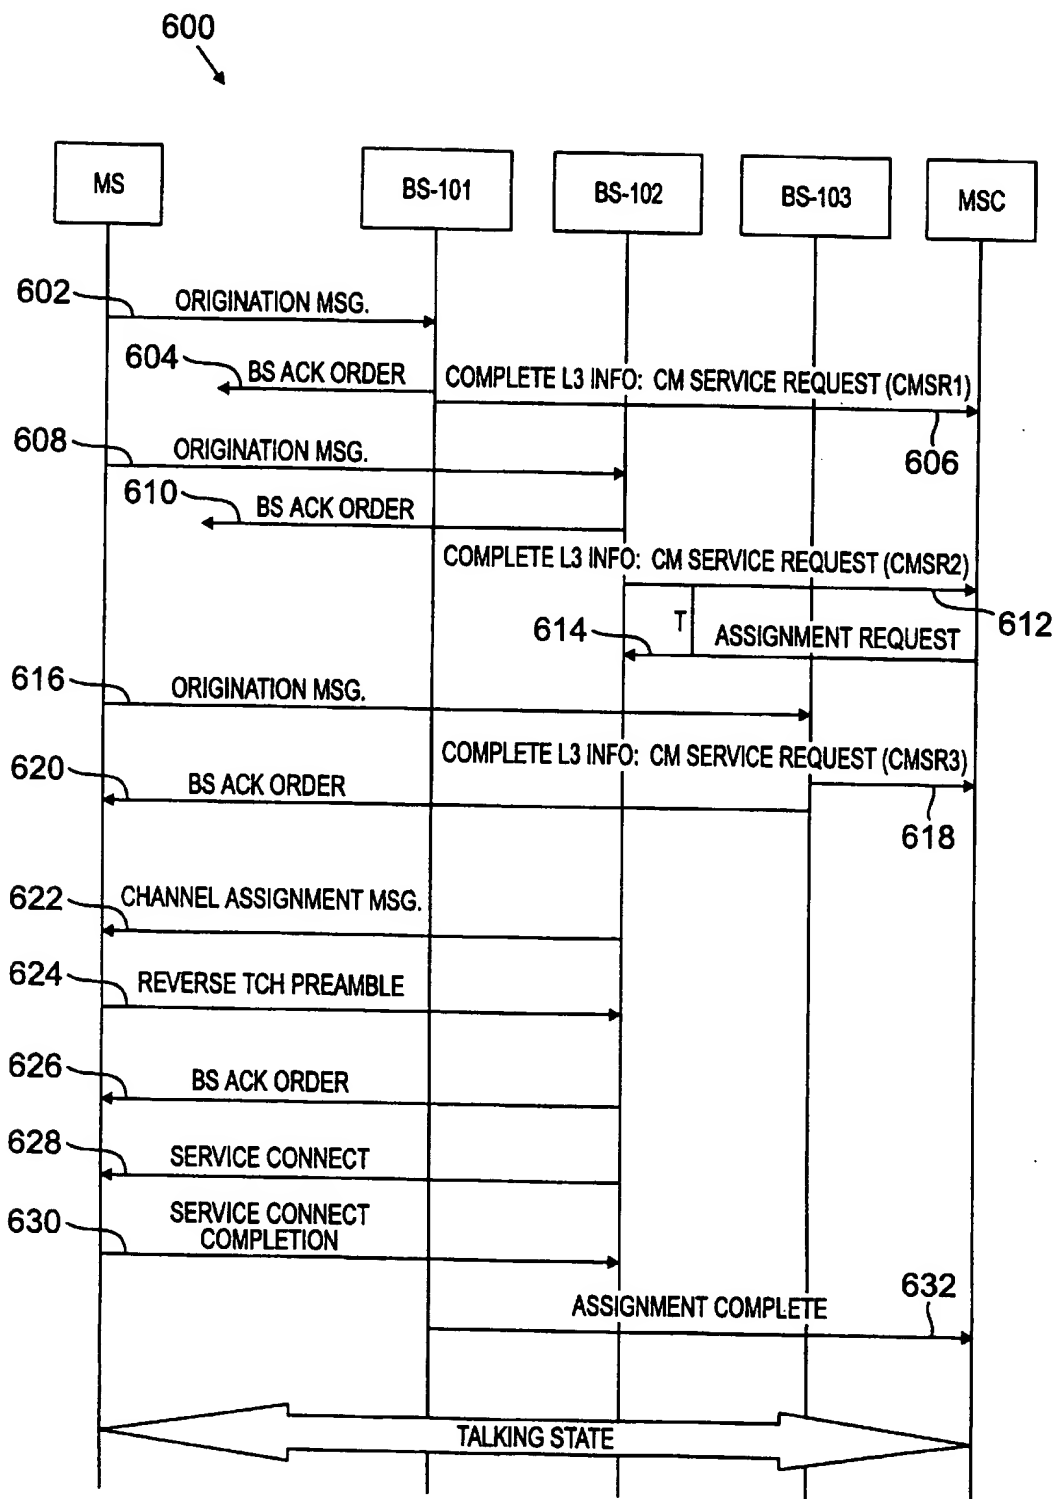 600
MS
BS-101
BS-102
BS-103
MSC
602
ORIGINATION MSG.
604
BS ACK ORDER
COMPLETE L3 INFO: CM SERVICE REQUEST (CMSR1)
606
608
ORIGINATION MSG.
610
BS ACK ORDER
COMPLETE L3 INFO: CM SERVICE REQUEST (CMSR2)
612
T
614
ASSIGNMENT REQUEST
616
ORIGINATION MSG.
COMPLETE L3 INFO: CM SERVICE REQUEST (CMSR3)
618
620
BS ACK ORDER
622
CHANNEL ASSIGNMENT MSG.
624
REVERSE TCH PREAMBLE
626
BS ACK ORDER
628
SERVICE CONNECT
630
SERVICE CONNECT
COMPLETION
632
ASSIGNMENT COMPLETE
TALKING STATE